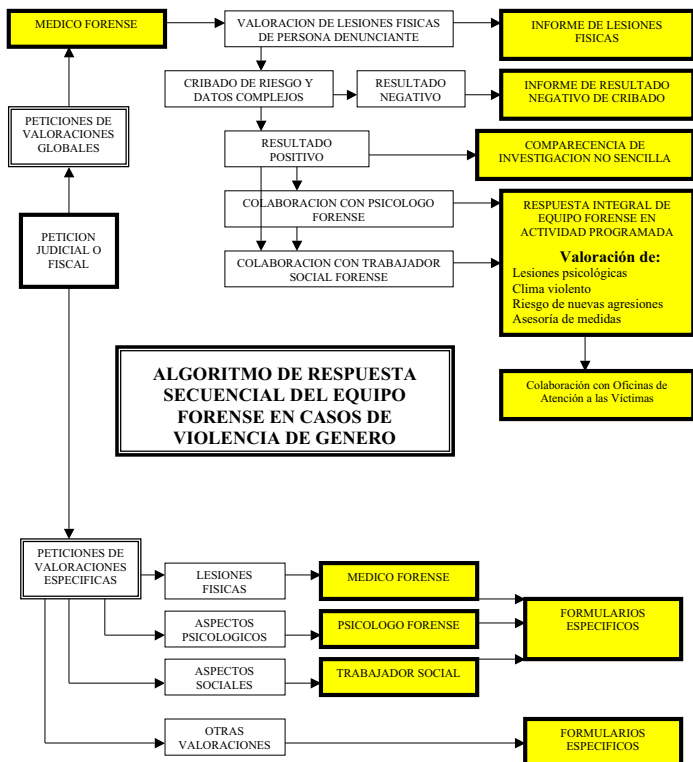 MEDICO FORENSE
VALORACION DE LESIONES FISICAS
DE PERSONA DENUNCIANTE
INFORME DE LESIONES
FISICAS
CRIBADO DE RIESGO Y
DATOS COMPLEJOS
RESULTADO
NEGATIVO
INFORME DE RESULTADO
NEGATIVO DE CRIBADO
PETICIONES DE
VALORACIONES
GLOBALES
RESULTADO
POSITIVO
COMPARECENCIA DE
INVESTIGACION NO SENCILLA
PETICION
JUDICIAL O
FISCAL
COLABORACION CON PSICOLOGO
FORENSE
COLABORACION CON TRABAJADOR
SOCIAL FORENSE
RESPUESTA INTEGRAL DE
EQUIPO FORENSE EN
ACTIVIDAD PROGRAMADA
Valoración de:
Lesiones psicológicas
Clima violento
Riesgo de nuevas agresiones
Asesoría de medidas
Colaboración con Oficinas de
Atención a las Víctimas
ALGORITMO DE RESPUESTA
SECUENCIAL DEL EQUIPO
FORENSE EN CASOS DE
VIOLENCIA DE GENERO
PETICIONES DE
VALORACIONES
ESPECIFICAS
LESIONES
FISICAS
MEDICO FORENSE
ASPECTOS
PSICOLOGICOS
PSICOLOGO FORENSE
FORMULARIOS
ESPECIFICOS
ASPECTOS
SOCIALES
TRABAJADOR SOCIAL
OTRAS
VALORACIONES
FORMULARIOS
ESPECIFICOS